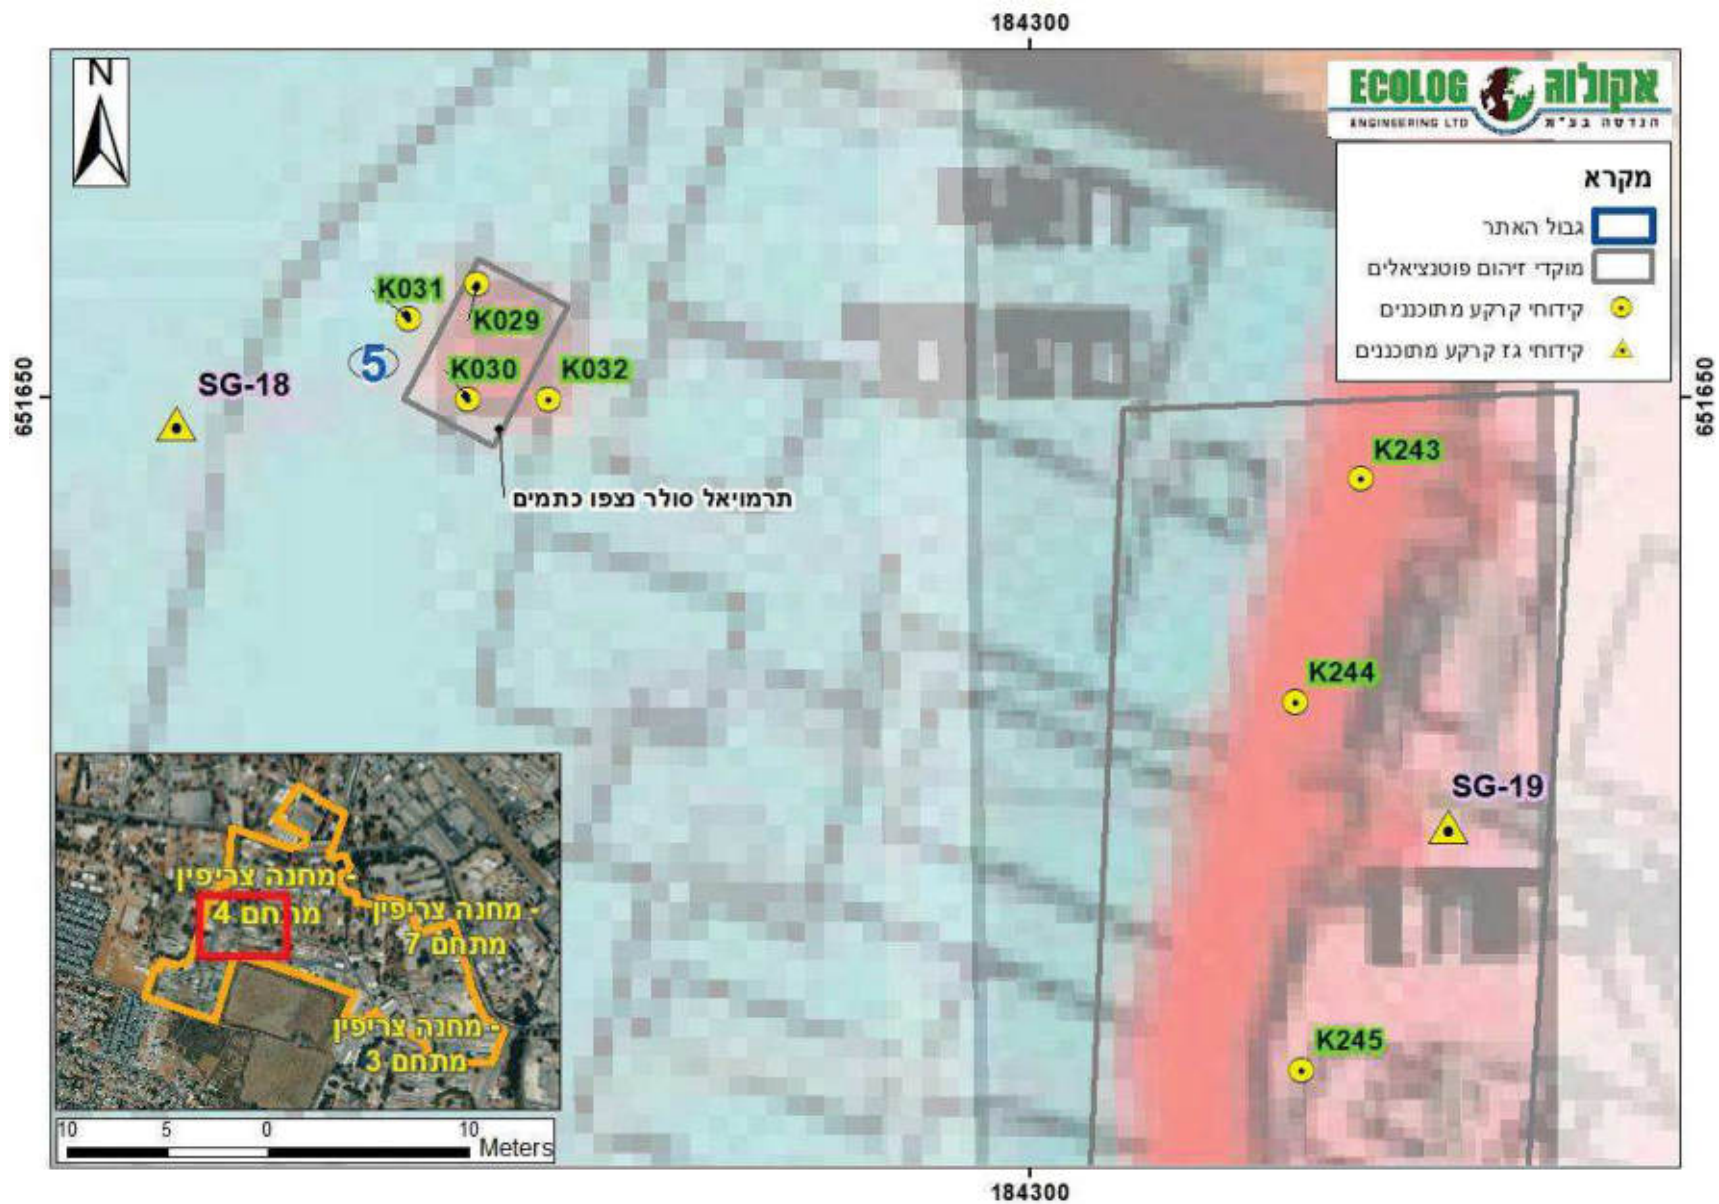 184300
N
ECOLOG אקולוג
ENGINEERING LTD הנדסה בע"מ
מקרא
גבול האתר
מוקדי זיהום פוטנציאלים
קידוחי קרקע מתוכננים
קידוחי גז קרקע מתוכננים
K031
K029
5
K030
K032
SG-18
651650
651650
K243
תרמויאל סולר נצפו כתמים
K244
SG-19
K245
מחנה צריפין -
מתחם 4
מחנה צריפין -
מתחם 7
מחנה צריפין -
מתחם 3
10 5 0 10
Meters
184300